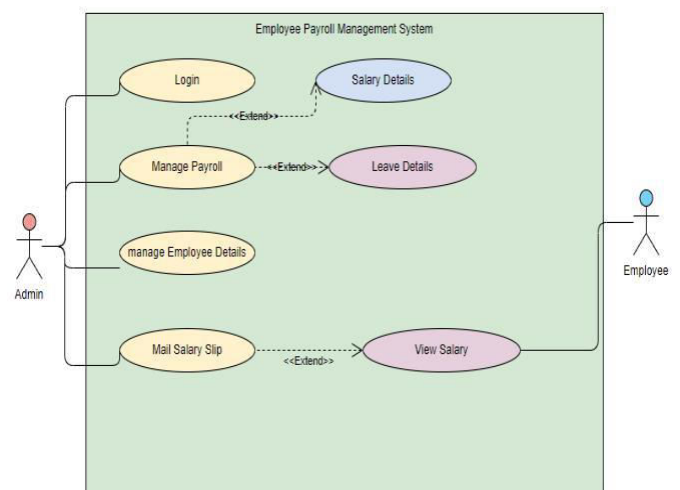 Employee Payroll Management System
Login
Salary Details
<<Extend>>
Manage Payroll
<<Extend>>
Leave Details
manage Employee Details
Admin
Employee
Mail Salary Slip
<<Extend>>
View Salary